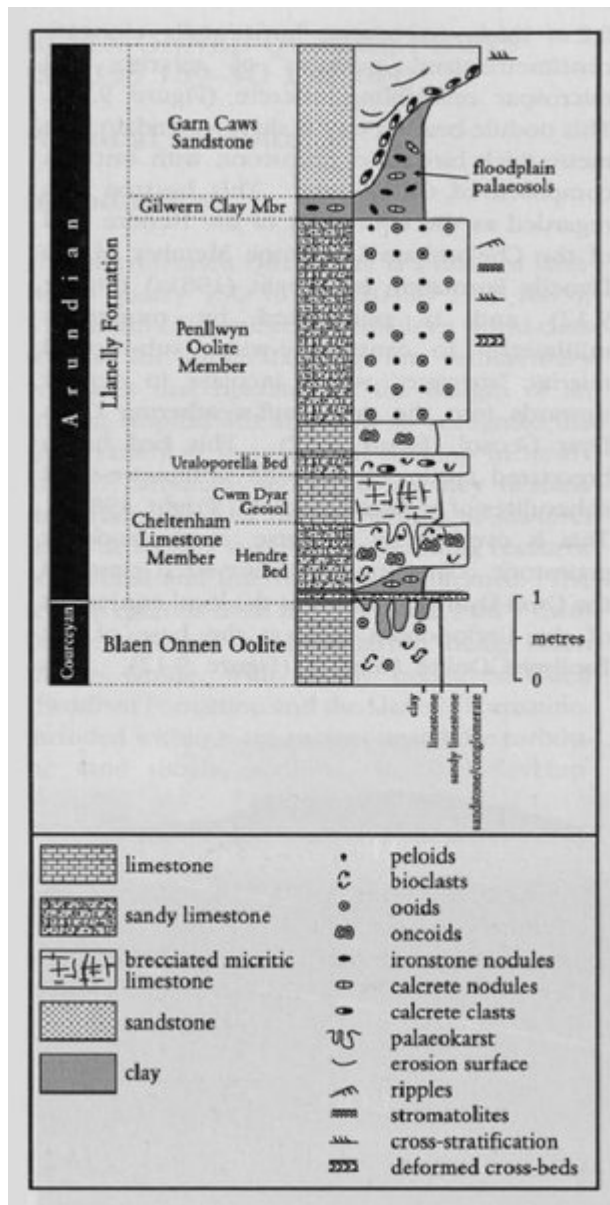 Arundian
Courceyan
Llanelly Formation
Garn Caws
Sandstone
floodplain
palaeosols
Gilwern Clay Mbr
Penllwyn
Oolite
Member
Uraloporella Bed
Cwm Dyar
Geosol
Cheltenham
Limestone
Member
Hendre
Bed
Blaen Onnen Oolite
1
metres
0
clay
limestone
sandy limestone
sandstone/conglomerate
limestone
sandy limestone
brecciated micritic
limestone
sandstone
clay
peloids
bioclasts
ooids
oncoids
ironstone nodules
calcrete nodules
calcrete clasts
palaeokarst
erosion surface
ripples
stromatolites
cross-stratification
deformed cross-beds